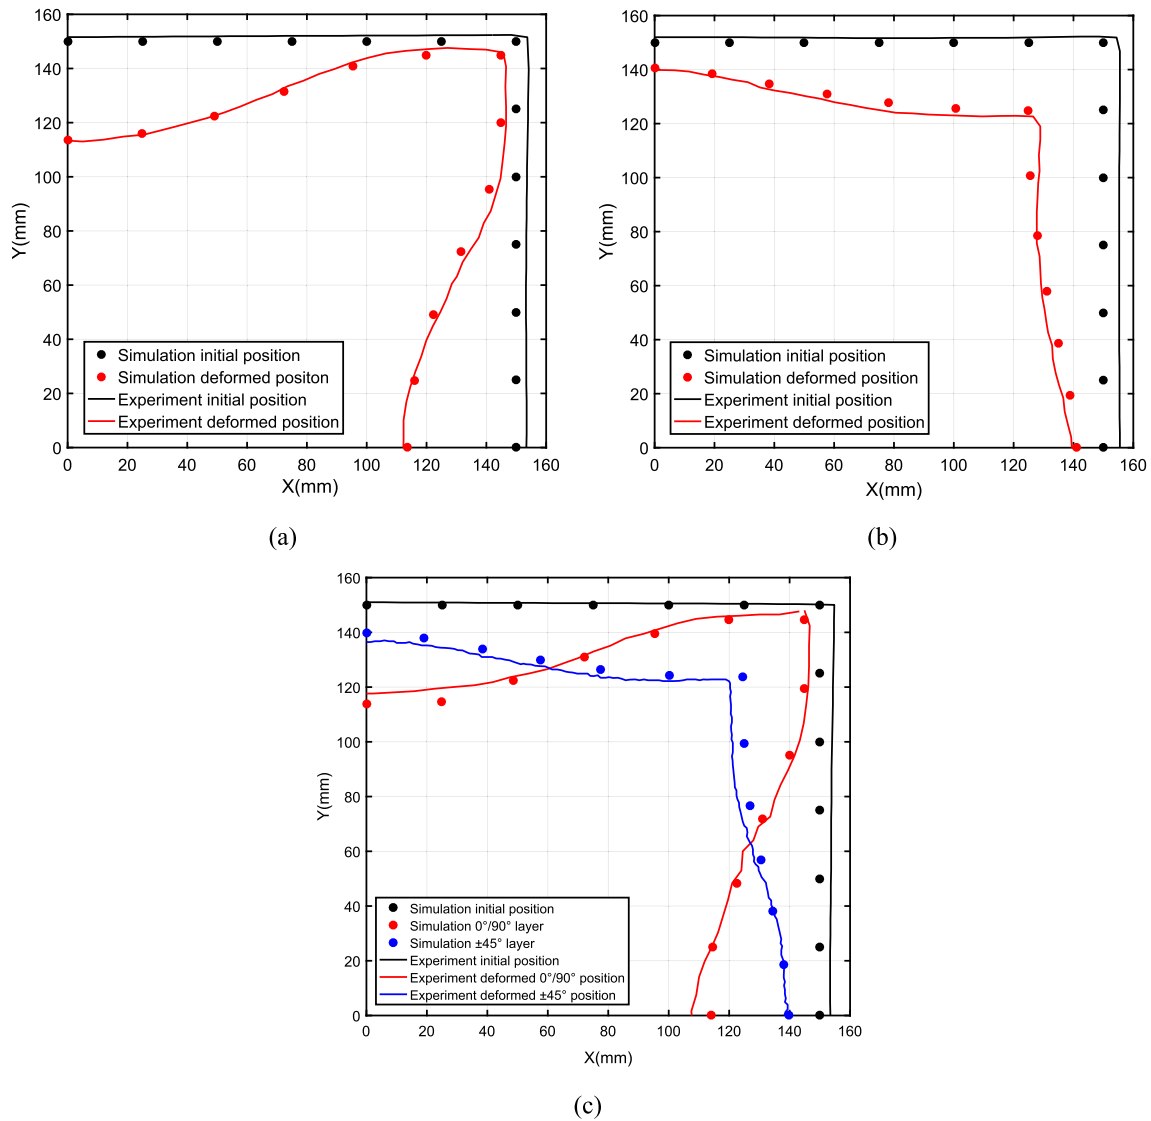 160
140
120
100
80
60
40
20
0
Y(mm)
Simulation initial position
Simulation deformed positon
Experiment initial position
Experiment deformed position
0 20 40 60 80 100 120 140 160
X(mm)
(a)
160
140
120
100
80
60
40
20
0
Y(mm)
Simulation initial position
Simulation deformed position
Experiment initial position
Experiment deformed position
0 20 40 60 80 100 120 140 160
X(mm)
(b)
160
140
120
100
80
60
40
20
0
Y(mm)
Simulation initial position
Simulation 0°/90° layer
Simulation ±45° layer
Experiment initial position
Experiment deformed 0°/90° position
Experiment deformed ±45° position
0 20 40 60 80 100 120 140 160
X(mm)
(c)